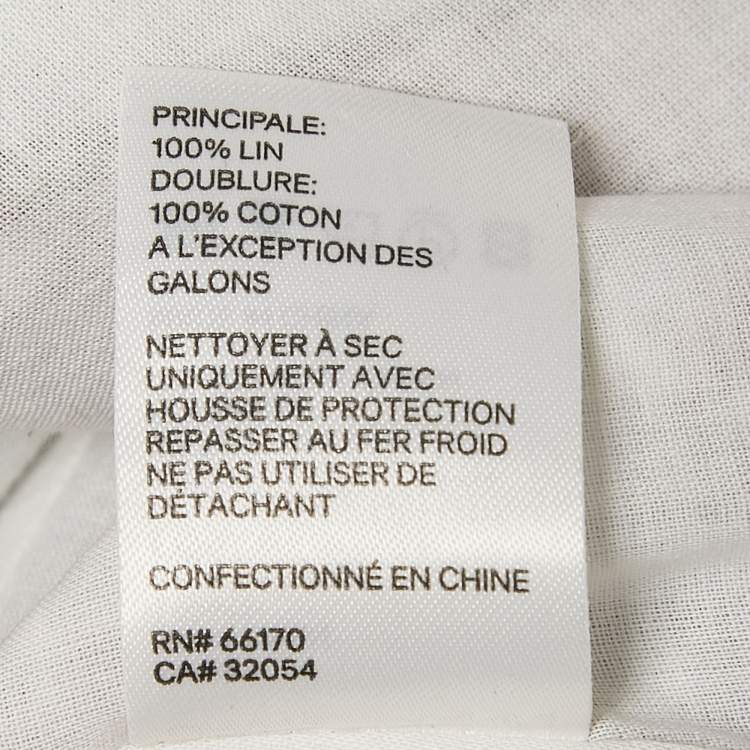 PRINCIPALE:
100% LIN
DOUBLURE:
100% COTON
A L'EXCEPTION DES
GALONS
NETTOYER À SEC
UNIQUEMENT AVEC
HOUSSE DE PROTECTION
REPASSER AU FER FROID
NE PAS UTILISER DE
DÉTACHANT
CONFECTIONNÉ EN CHINE
RN# 66170
CA# 32054